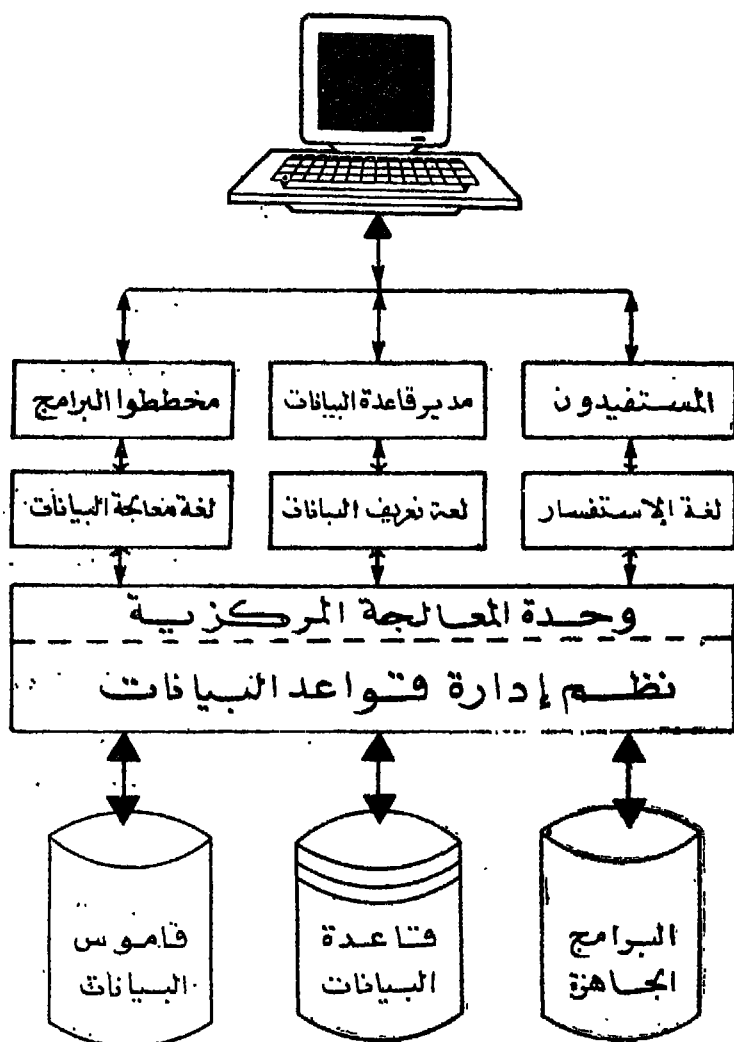 المستفيدون
مدير قاعدة البيانات
مخططوا البرامج
لغة الاستفسار
لغة تعريف البيانات
لغة معالجة البيانات
وحدة المعالجة المركزية
نظم إدارة قواعد البيانات
البرامج
الجاهزة
قاعدة
البيانات
قاموس
البيانات